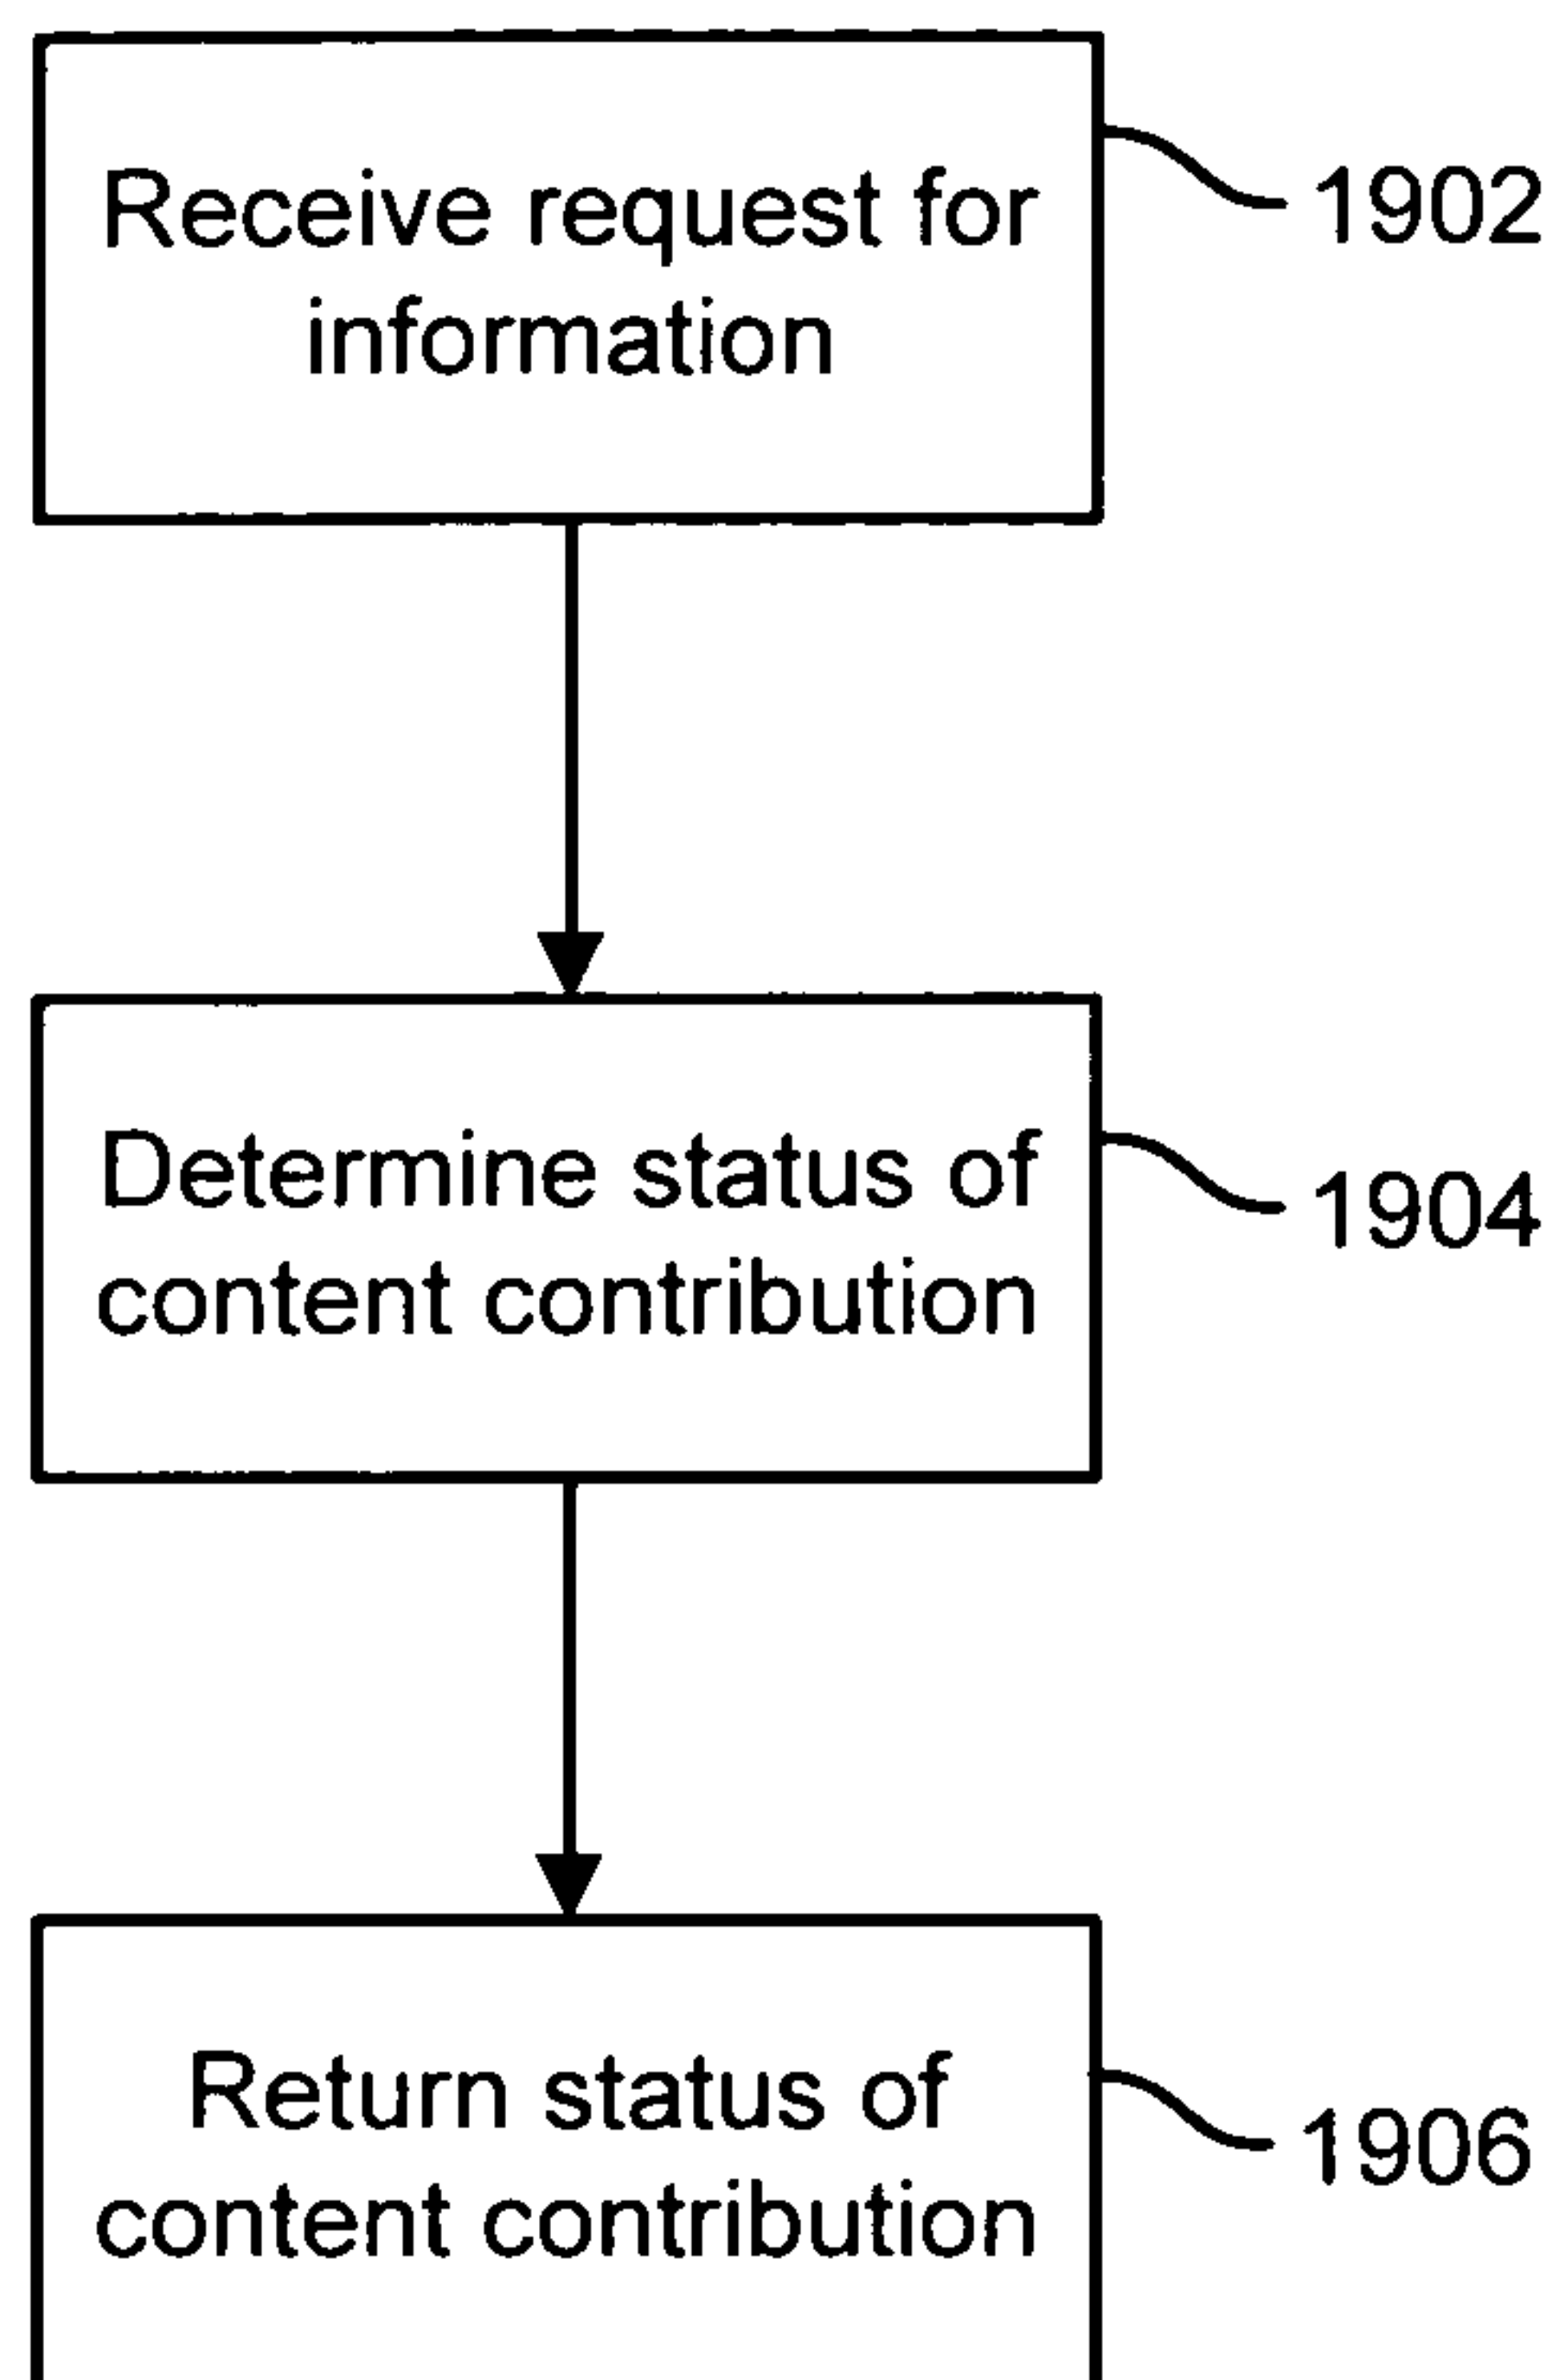 Receive request for
information
1902
Determine status of
content contribution
1904
Return status of
content contribution
1906